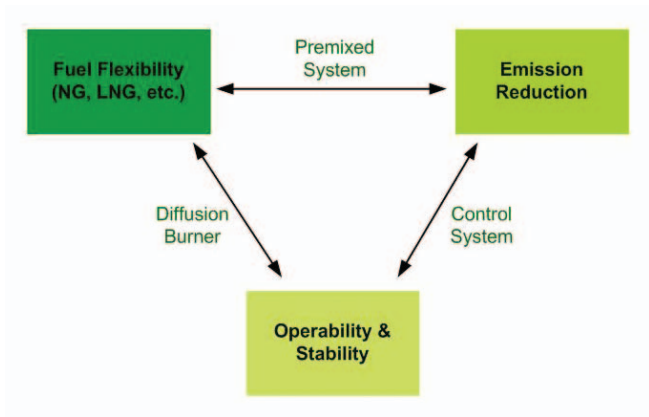 Fuel Flexibility
(NG, LNG, etc.)
Premixed
System
Emission
Reduction
Diffusion
Burner
Control
System
Operability &
Stability